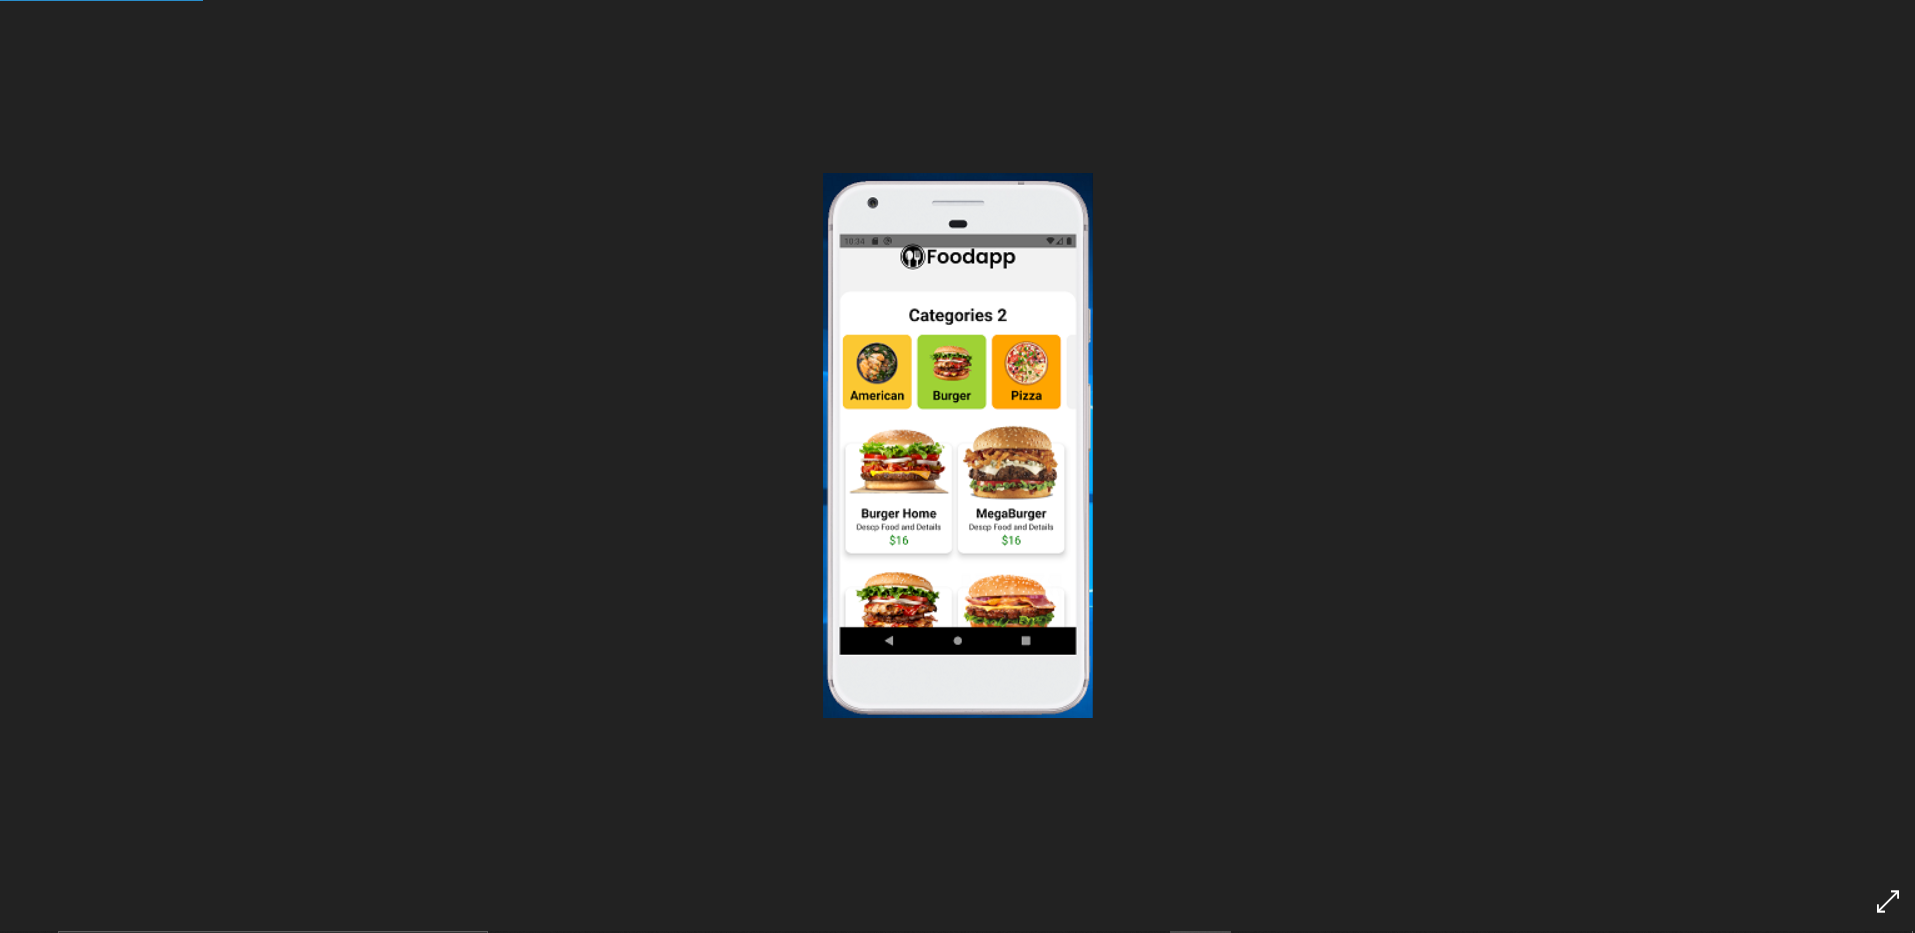 10:34
Foodapp
Categories 2
American
Burger
Pizza
Burger Home
MegaBurger
Descp Food and Details
Descp Food and Details
$16
$16